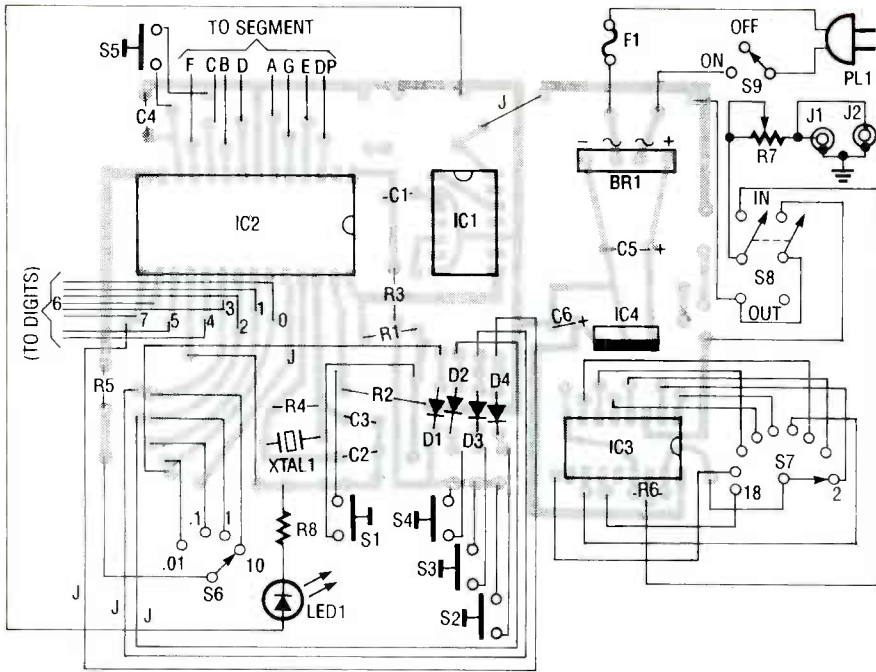 TO SEGMENT
S5
F C B D A G E DP
C4
J
F1
OFF
ON
S9
PL1
J1
J2
R7
- ~ ~ +
BR1
IC2
-C1-
IC1
IN
C5 +
S8
OUT
(TO DIGITS)
6
7 5 4 3 2 1 0
R3
-R1-
C6 +
IC4
J
R5
R2
D2 D4
-R4-
-C3-
D1 D3
XTAL1
-C2-
IC3
S7
-R6-
18
2
.01 .1 1 10
S6
R8
S1
S4
S3
S2
LED1
J J J